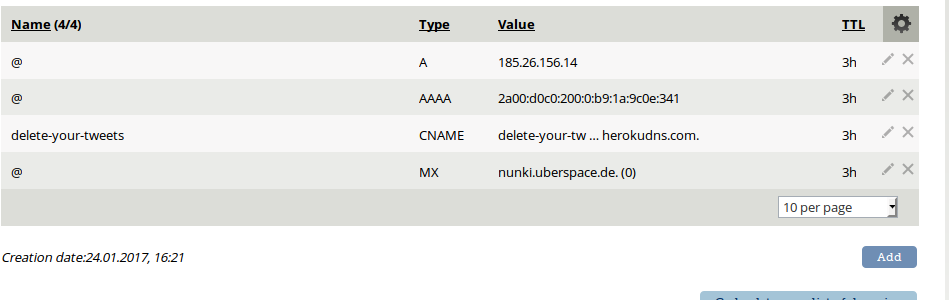 Name (4/4) Type Value TTL
@ A 185.26.156.14 3h
@ AAAA 2a00:d0c0:200:0:b9:1a:9c0e:341 3h
delete-your-tweets CNAME delete-your-tw ... herokudns.com. 3h
@ MX nunki.uberspace.de. (0) 3h
10 per page
Creation date:24.01.2017, 16:21 Add